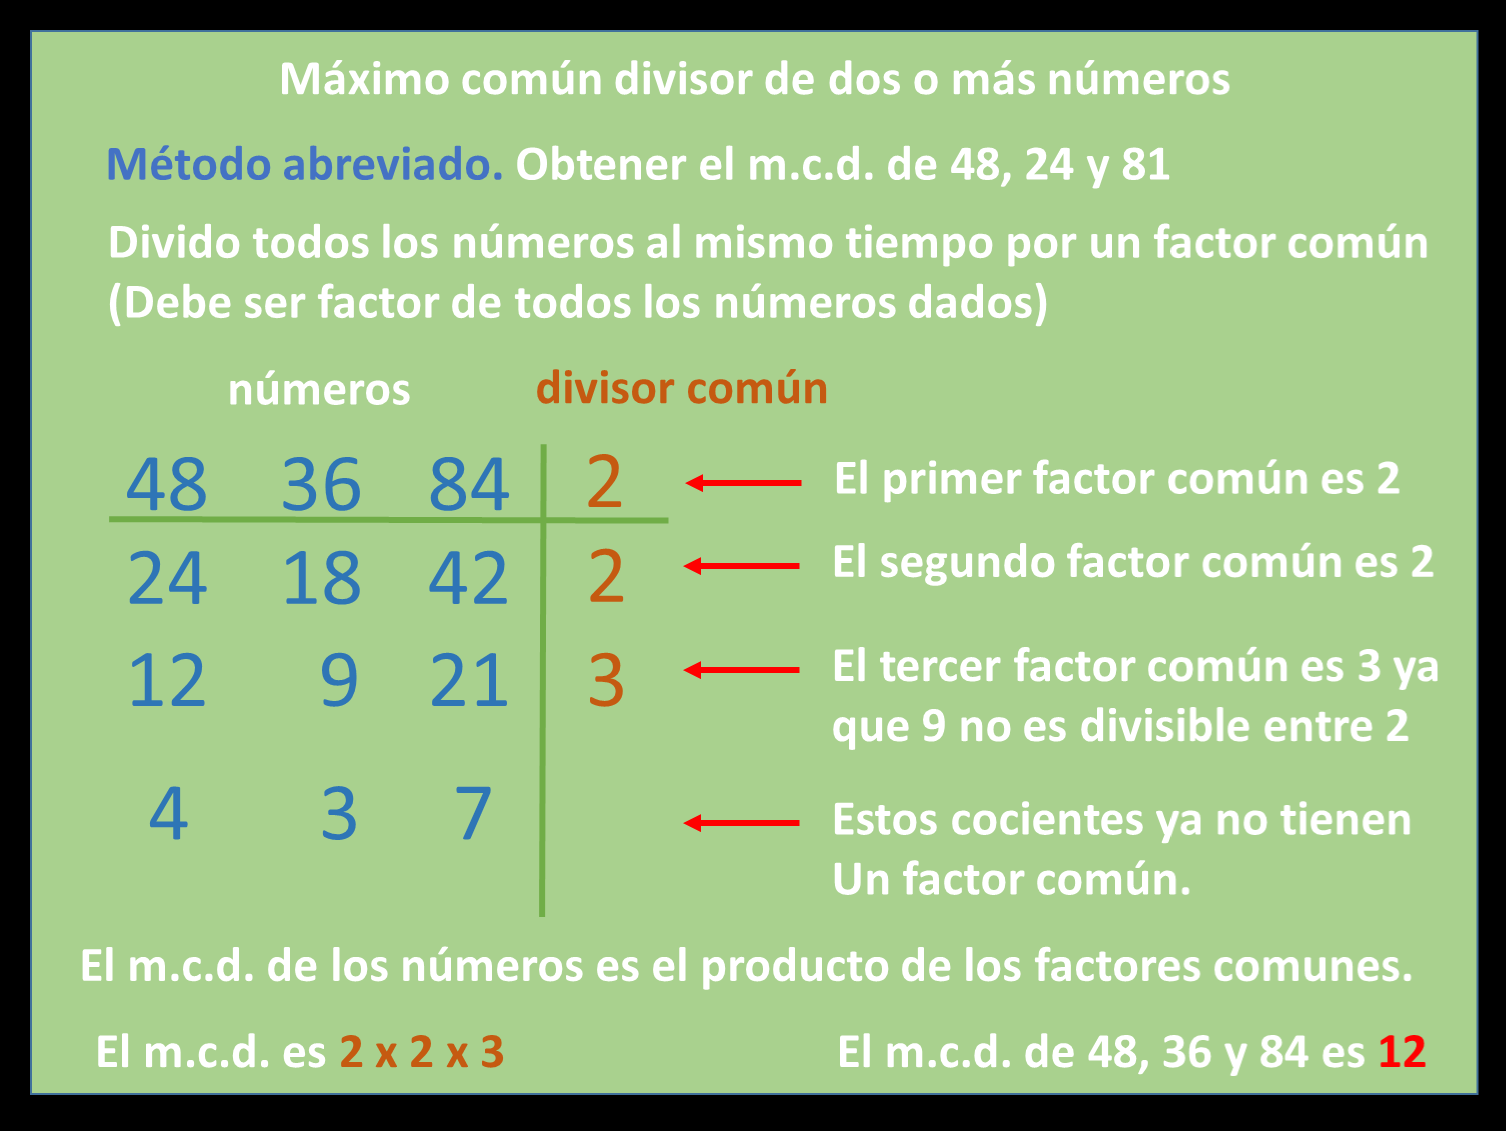 Máximo común divisor de dos o más números
Método abreviado. Obtener el m.c.d. de 48, 24 y 81
Divido todos los números al mismo tiempo por un factor común
(Debe ser factor de todos los números dados)
números divisor común
48 36 84 2 El primer factor común es 2
24 18 42 2 El segundo factor común es 2
12 9 21 3 El tercer factor común es 3 ya
que 9 no es divisible entre 2
4 3 7 Estos cocientes ya no tienen
Un factor común.
El m.c.d. de los números es el producto de los factores comunes.
El m.c.d. es 2 x 2 x 3 El m.c.d. de 48, 36 y 84 es 12